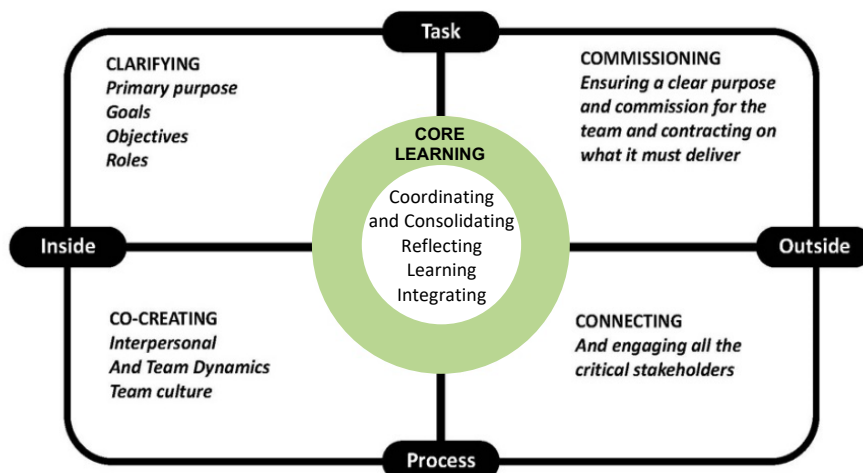 Task
CLARIFYING
Primary purpose
Goals
Objectives
Roles
COMMISSIONING
Ensuring a clear purpose
and commission for the
team and contracting on
what it must deliver
CORE
LEARNING
Coordinating
and Consolidating
Reflecting
Learning
Integrating
Inside
Outside
CO-CREATING
Interpersonal
And Team Dynamics
Team culture
CONNECTING
And engaging all the
critical stakeholders
Process